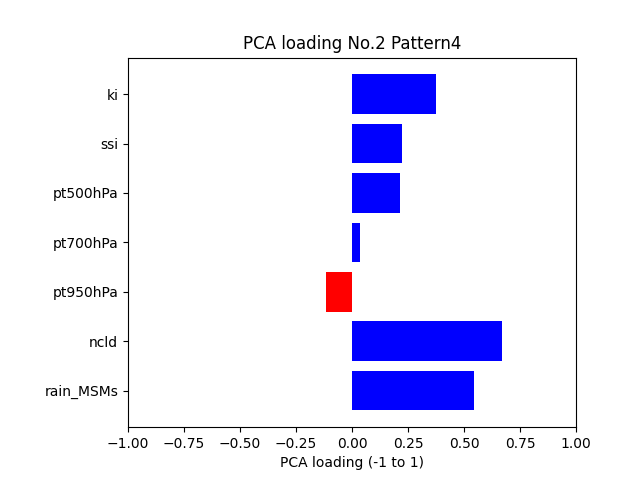 PCA loading No.2 Pattern4
ki
ssi
pt500hPa
pt700hPa
pt950hPa
ncld
rain_MSMs
−1.00 −0.75 −0.50 −0.25 0.00 0.25 0.50 0.75 1.00
PCA loading (-1 to 1)